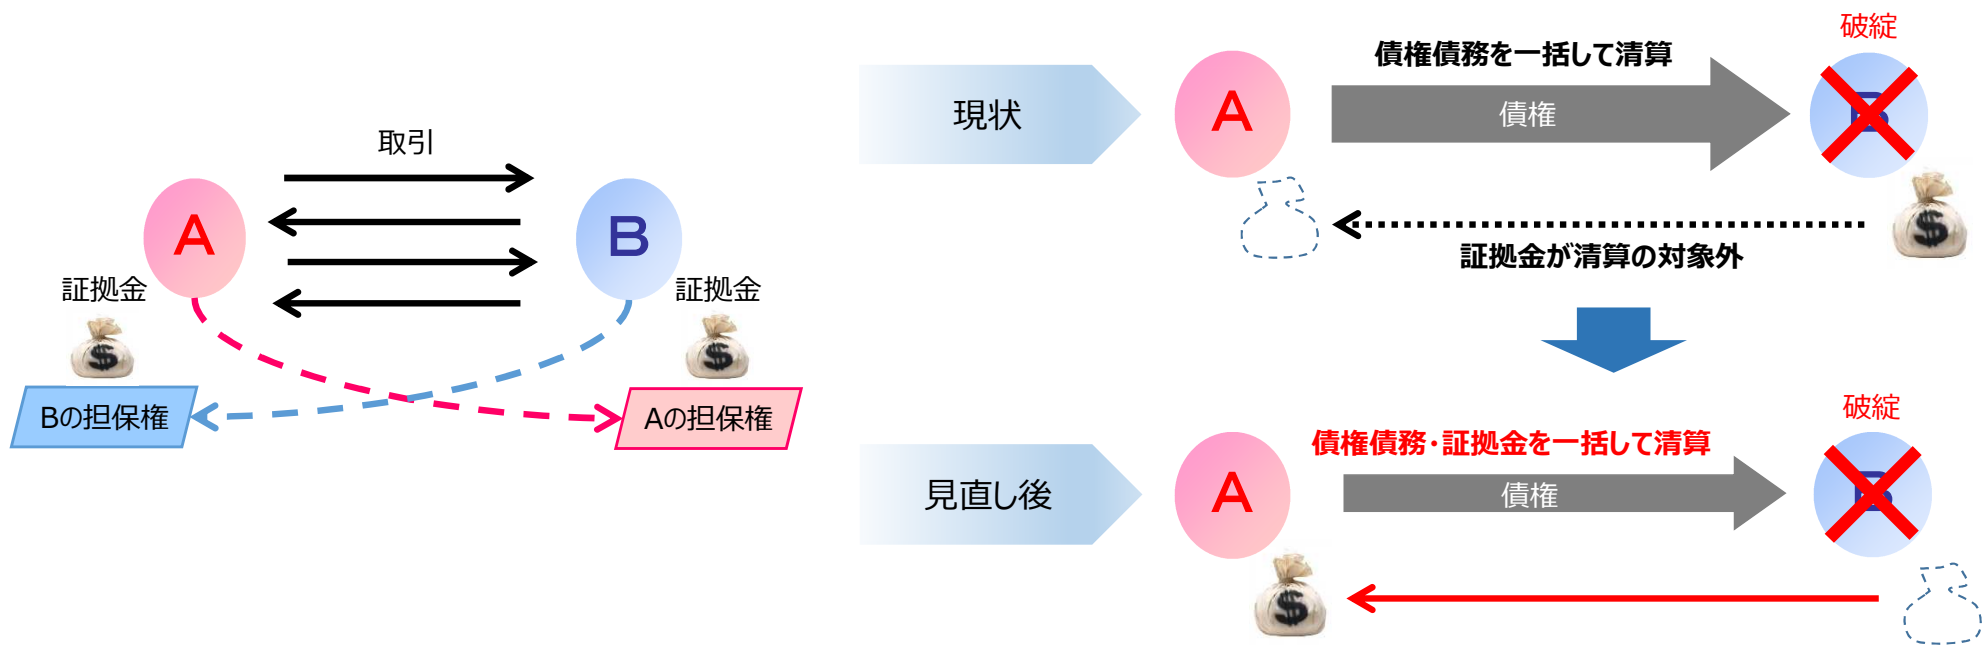 取引
A
B
証拠金
証拠金
$
$
Bの担保権
Aの担保権
現状
A
債権債務を一括して清算
債権
破綻
B
$
証拠金が清算の対象外
見直し後
A
債権債務・証拠金を一括して清算
債権
破綻
B
$